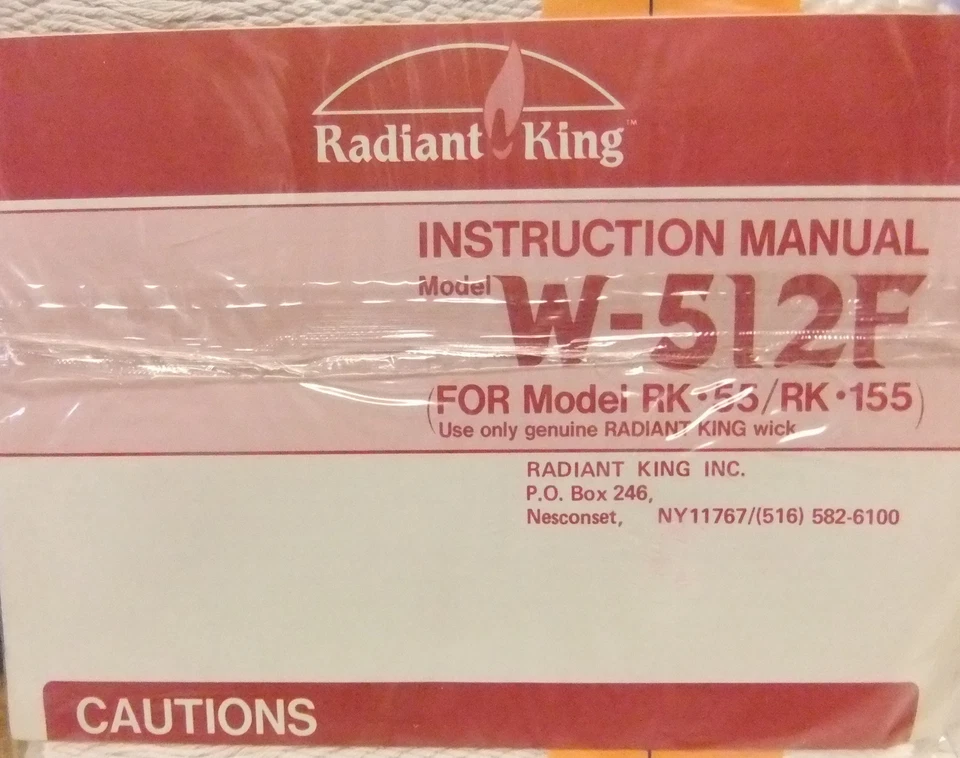 Radiant King™
INSTRUCTION MANUAL
Model W-512F
(FOR Model RK•55/RK•155)
Use only genuine RADIANT KING wick
RADIANT KING INC.
P.O. Box 246,
Nesconset, NY11767/(516) 582-6100
CAUTIONS